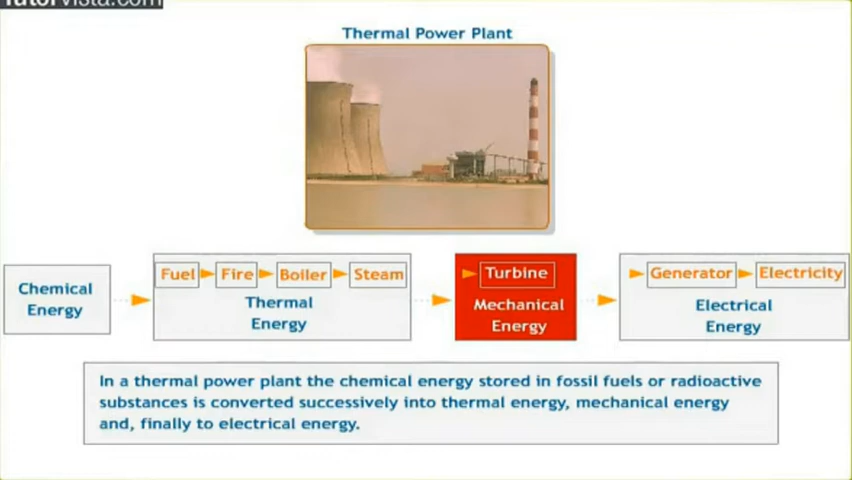 Tutorvista.com
Thermal Power Plant
Chemical
Energy
Fuel Fire Boiler Steam
Thermal
Energy
Turbine
Mechanical
Energy
Generator Electricity
Electrical
Energy
In a thermal power plant the chemical energy stored in fossil fuels or radioactive
substances is converted successively into thermal energy, mechanical energy
and, finally to electrical energy.